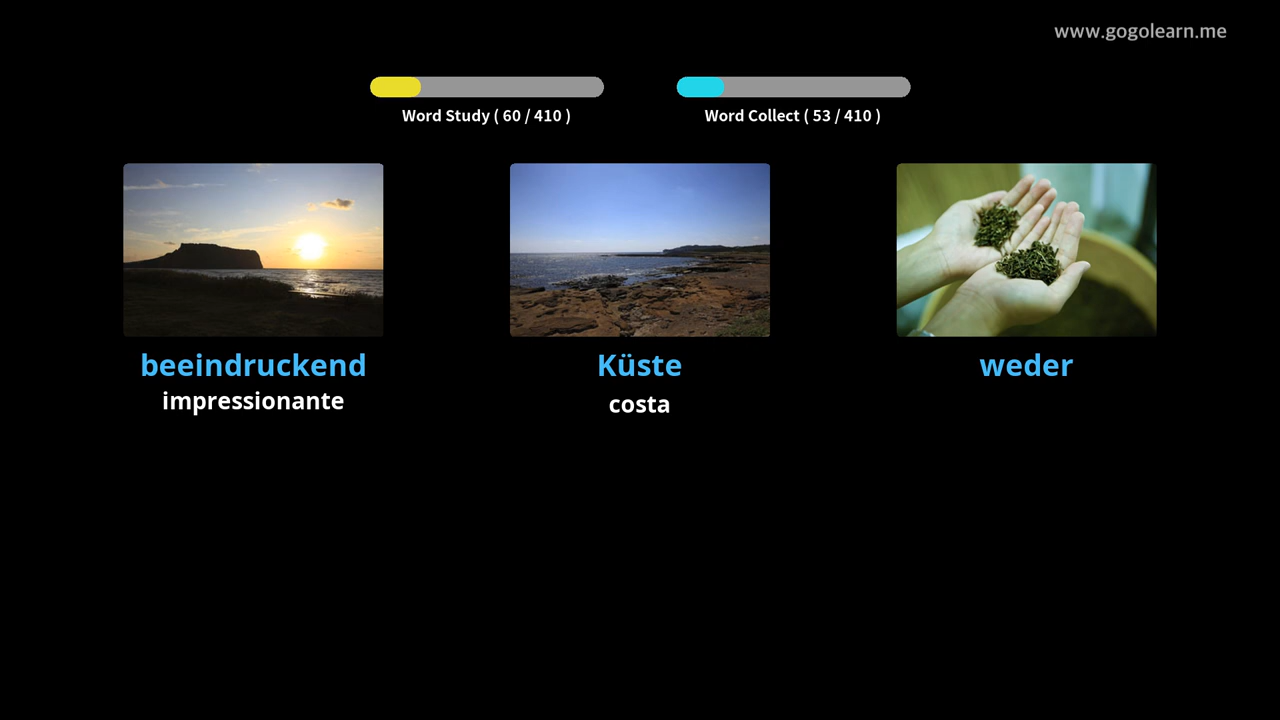 www.gogolearn.me
Word Study ( 60 / 410 )
Word Collect ( 53 / 410 )
beeindruckend
impressionante
Küste
costa
weder